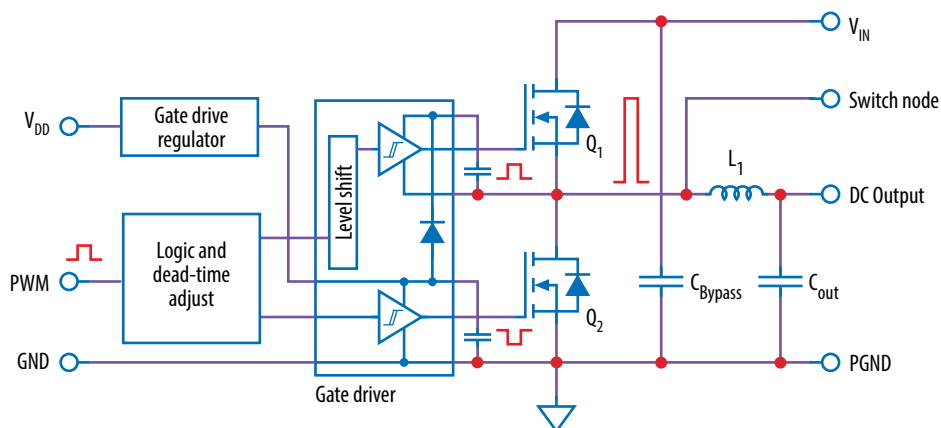 V_IN
Switch node
V_DD
Gate drive
regulator
Level shift
Q_1
L_1
DC Output
PWM
Logic and
dead-time
adjust
Q_2
C_Bypass
C_out
GND
PGND
Gate driver